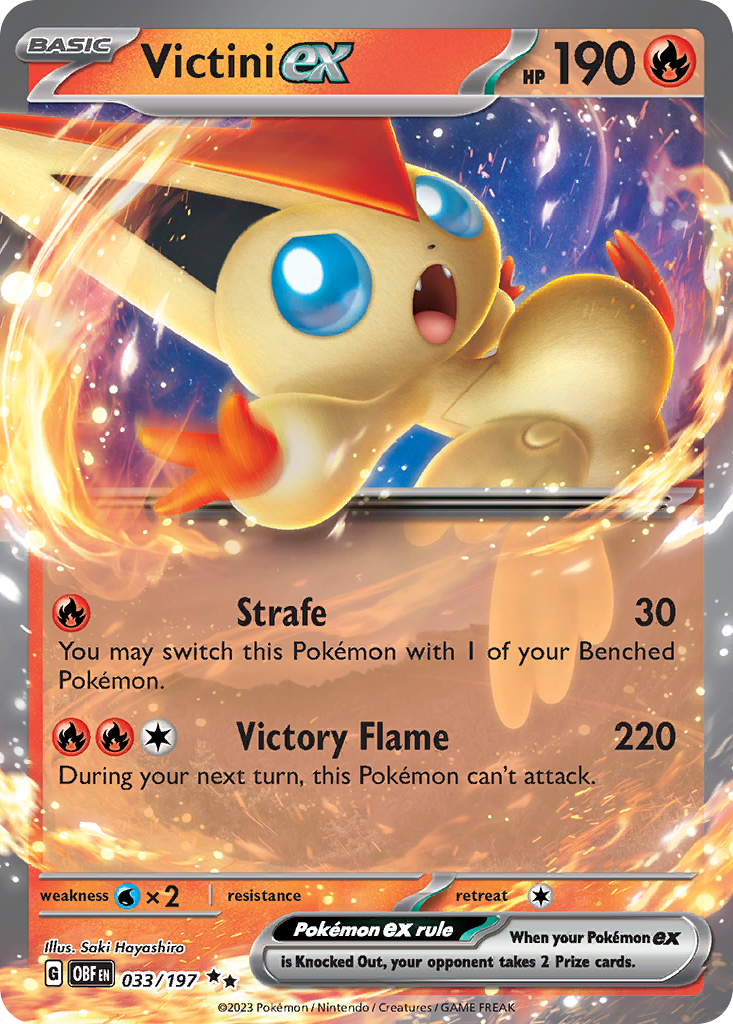 BASIC
Victini ex
HP 190
Strafe 30
You may switch this Pokémon with 1 of your Benched
Pokémon.
Victory Flame 220
During your next turn, this Pokémon can't attack.
weakness ×2 resistance retreat
Illus. Saki Hayashiro
Pokémon ex rule
When your Pokémon ex
is Knocked Out, your opponent takes 2 Prize cards.
G OBF EN 033/197
©2023 Pokémon / Nintendo / Creatures / GAME FREAK